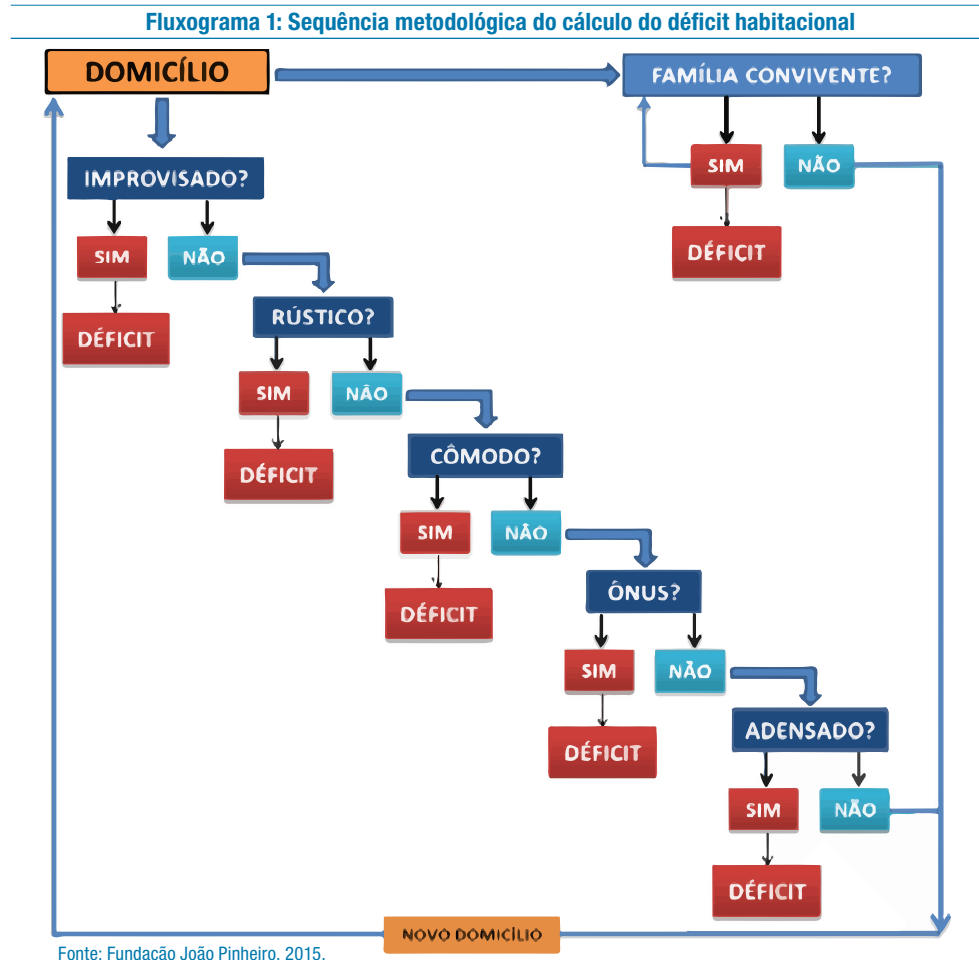 Fluxograma 1: Sequência metodológica do cálculo do déficit habitacional
DOMICÍLIO
FAMÍLIA CONVIVENTE?
SIM
NÃO
DÉFICIT
IMPROVISADO?
SIM
NÃO
DÉFICIT
RÚSTICO?
SIM
NÃO
DÉFICIT
CÔMODO?
SIM
NÃO
DÉFICIT
ÔNUS?
SIM
NÃO
DÉFICIT
ADENSADO?
SIM
NÃO
DÉFICIT
NOVO DOMICÍLIO
Fonte: Fundação João Pinheiro, 2015.